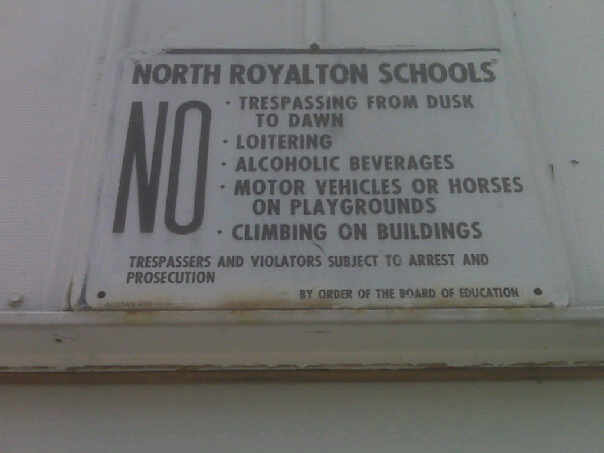 NORTH ROYALTON SCHOOLS
NO
· TRESPASSING FROM DUSK
TO DAWN
· LOITERING
· ALCOHOLIC BEVERAGES
· MOTOR VEHICLES OR HORSES
ON PLAYGROUNDS
· CLIMBING ON BUILDINGS
TRESPASSERS AND VIOLATORS SUBJECT TO ARREST AND
PROSECUTION
BY ORDER OF THE BOARD OF EDUCATION